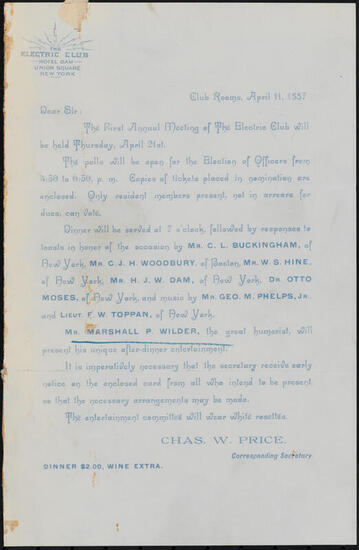 THE
ELECTRIC CLUB
HOTEL DAM
UNION SQUARE
NEW YORK
Club Rooms, April 11, 1887
Dear Sir:
The First Annual Meeting of The Electric Club will
be held Thursday, April 21st.
The polls will be open for the Election of Officers from
4:30 to 6:30, p. m. Copies of tickets placed in nomination are
enclosed. Only resident members present, not in arrears for
dues, can vote.
Dinner will be served at 7 o'clock, followed by responses to
toasts in honor of the occasion by MR. C. L. BUCKINGHAM, of
New York, MR. C. J. H. WOODBURY, of Boston, MR. W. S. HINE,
of New York, MR. H. J. W. DAM, of New York, DR. OTTO
MOSES, of New York, and music by MR. GEO. M. PHELPS, JR.
and LIEUT. F. W. TOPPAN, of New York.
MR. MARSHALL P. WILDER, the great humorist, will
present his unique after-dinner entertainment.
It is imperatively necessary that the secretary receive early
notice on the enclosed card from all who intend to be present
so that the necessary arrangements may be made.
The entertainment committee will wear white rosettes.
CHAS. W. PRICE.
Corresponding Secretary
DINNER $2.00, WINE EXTRA.